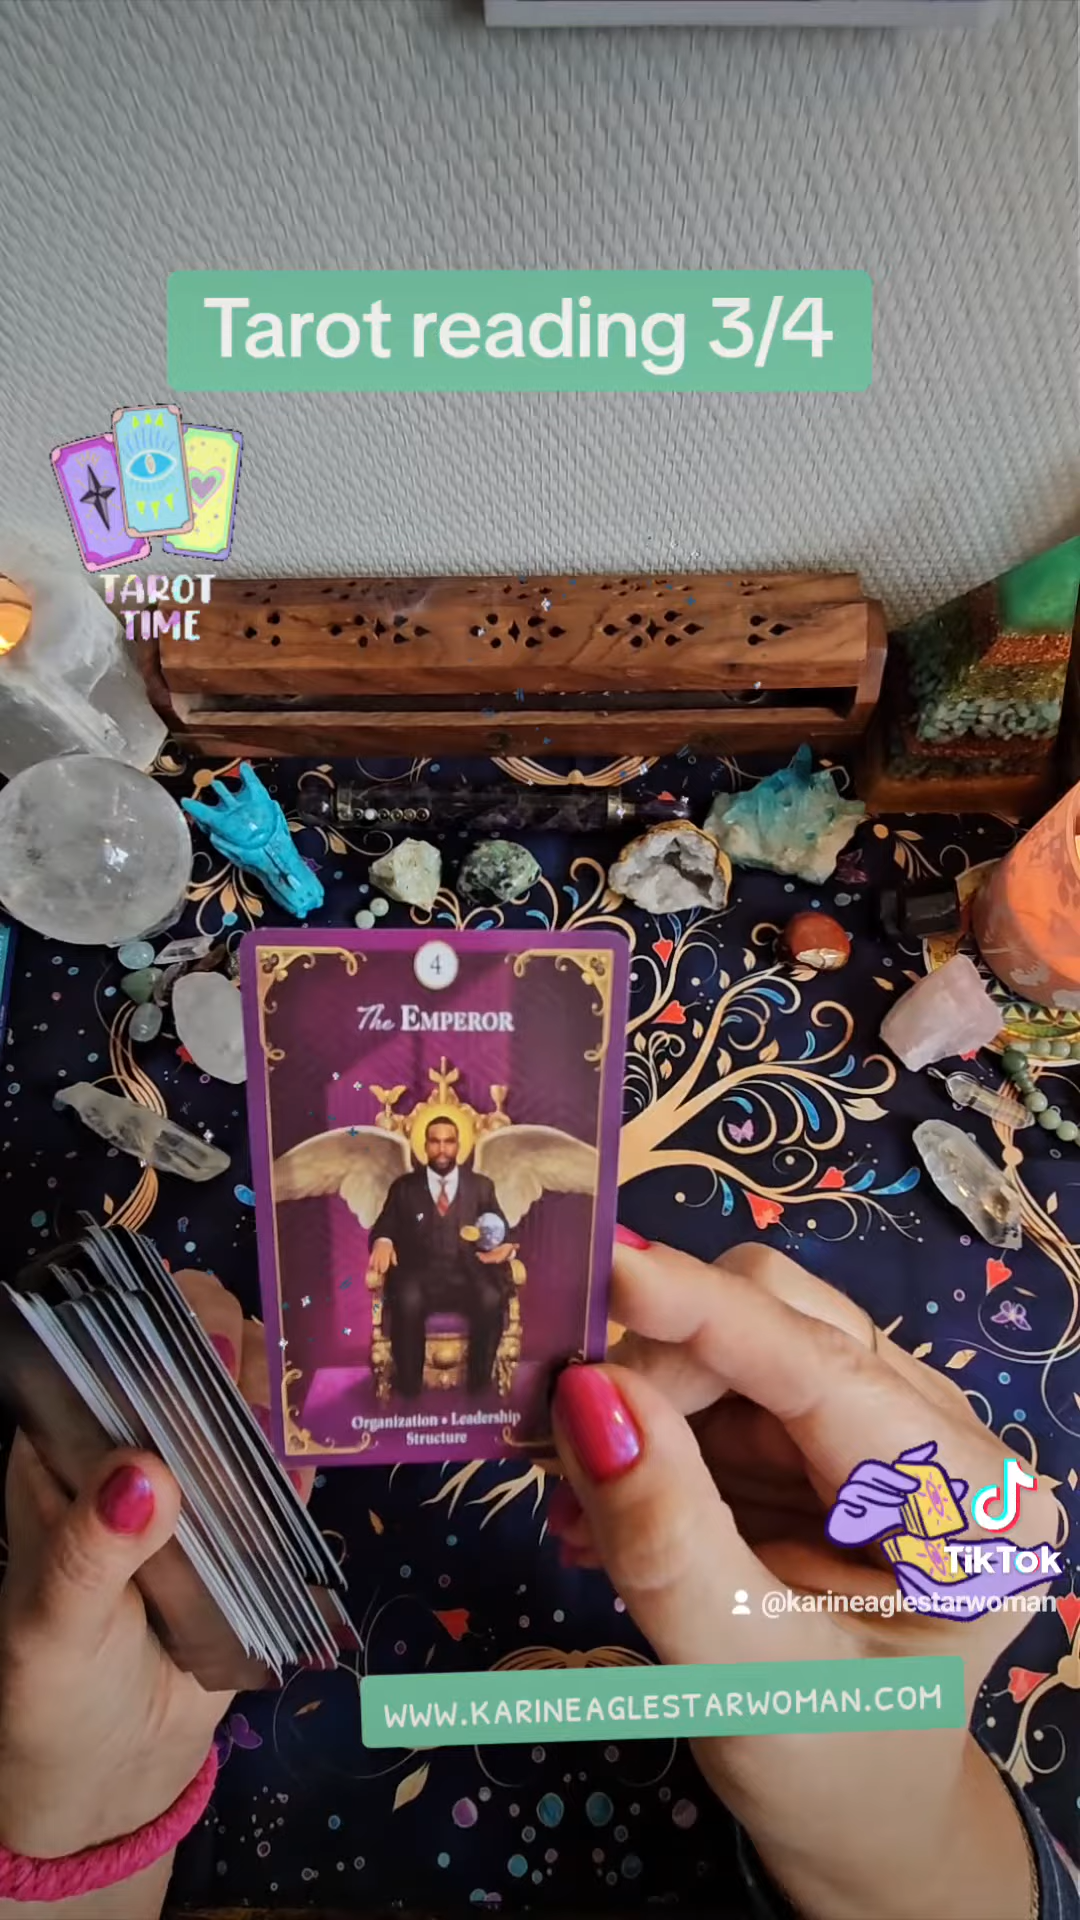 Tarot reading 3/4
TAROT
TIME
4
The EMPEROR
Organization • Leadership
Structure
TikTok
@karineaglestarwoman
WWW.KARINEAGLESTARWOMAN.COM